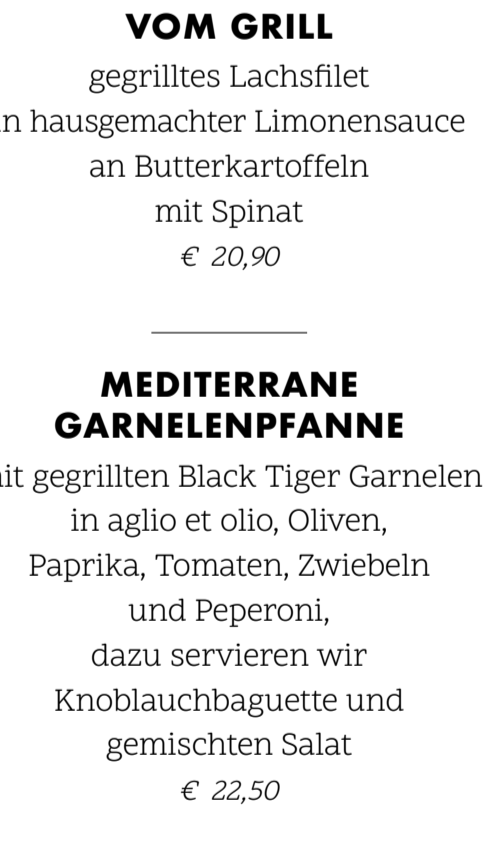 VOM GRILL
gegrilltes Lachsfilet
n hausgemachter Limonensauce
an Butterkartoffeln
mit Spinat
€ 20,90
MEDITERRANE
GARNELENPFANNE
it gegrillten Black Tiger Garnelen
in aglio et olio, Oliven,
Paprika, Tomaten, Zwiebeln
und Peperoni,
dazu servieren wir
Knoblauchbaguette und
gemischten Salat
€ 22,50